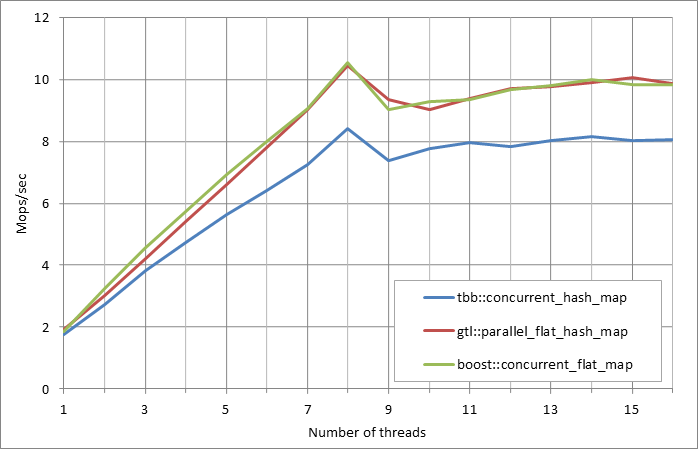 12
10
8
6
4
2
0
Mops/sec
tbb::concurrent_hash_map
gtl::parallel_flat_hash_map
boost::concurrent_flat_map
1 3 5 7 9 11 13 15
Number of threads